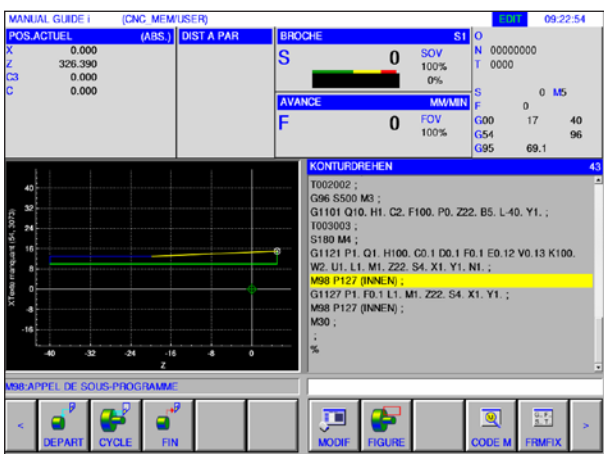 MANUAL GUIDE i (CNC_MEM/USER) EDIT 09:22:54
POS.ACTUEL (ABS.) DIST A PAR
X 0.000
Z 326.390
C3 0.000
C 0.000
BROCHE S1
S 0 SOV
100%
0%
AVANCE MM/MIN
F 0 FOV
100%
O
N 00000000
T 0000
S 0 M5
F 0
G00 17 40
G54 96
G95 69.1
XTexto manquant (54, 3073)
40
32
24
16
8
0
-8
-16
-40 -32 -24 -16 -8 0
Z
KONTURDREHEN 43
T002002 ;
G96 S500 M3 ;
G1101 Q10. H1. C2. F100. P0. Z22. B5. L-40. Y1. ;
T003003 ;
S180 M4 ;
G1121 P1. Q1. H100. C0.1 D0.1 F0.1 E0.12 V0.13 K100.
W2. U1. L1. M1. Z22. S4. X1. Y1. N1. ;
M98 P127 (INNEN) ;
G1127 P1. F0.1 L1. M1. Z22. S4. X1. Y1. ;
M98 P127 (INNEN) ;
M30 ;
;
%
M98:APPEL DE SOUS-PROGRAMME
< DEPART CYCLE FIN MODIF FIGURE CODE M FRMFIX >